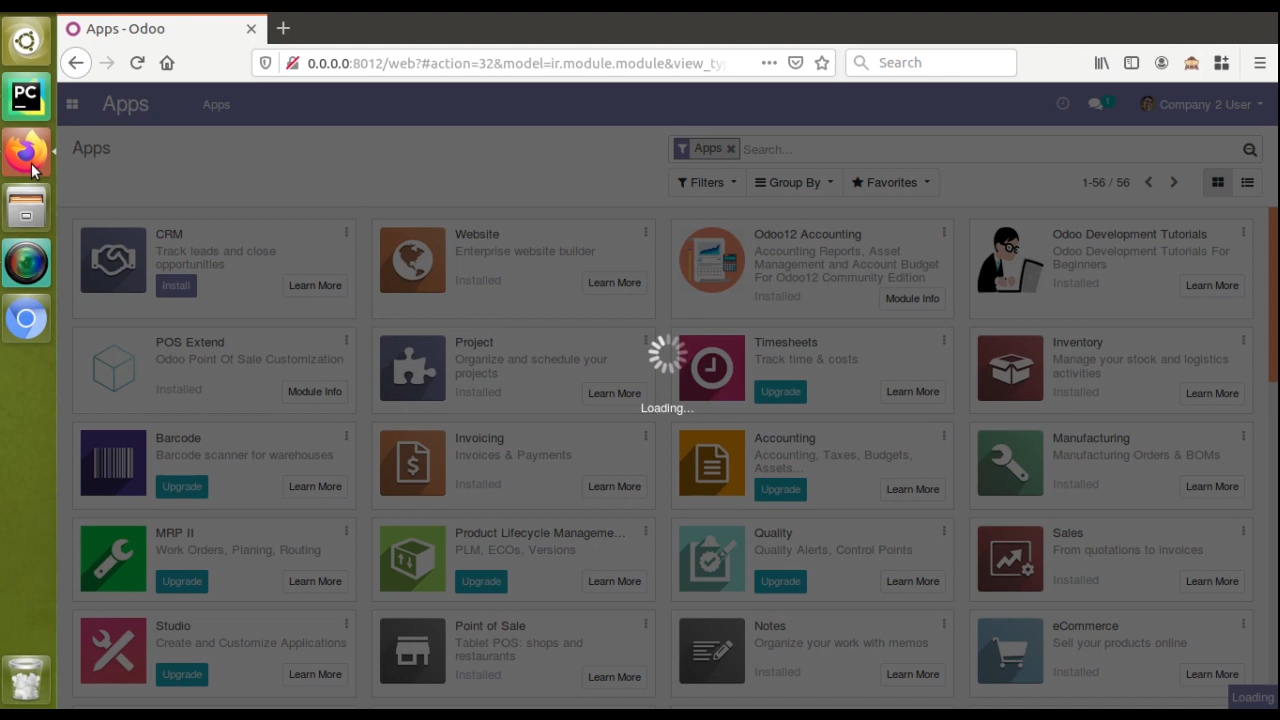 Apps - Odoo
0.0.0.0:8012/web?#action=32&model=ir.module.module&view_ty
Search
PC
Apps
Apps
1
Company 2 User
Apps
Apps
Search...
Filters
Group By
Favorites
1-56 / 56
CRM
Track leads and close
opportunities
Install
Learn More
Website
Enterprise website builder
Installed
Learn More
Odoo12 Accounting
Accounting Reports, Asset
Management and Account Budget
For Odoo12 Community Edition
Installed
Module Info
Odoo Development Tutorials
Odoo Development Tutorials For
Beginners
Installed
Learn More
POS Extend
Odoo Point Of Sale Customization
Installed
Module Info
Project
Organize and schedule your
projects
Installed
Learn More
Timesheets
Track time & costs
Upgrade
Learn More
Inventory
Manage your stock and logistics
activities
Installed
Learn More
Loading...
Barcode
Barcode scanner for warehouses
Upgrade
Learn More
Invoicing
Invoices & Payments
Installed
Learn More
Accounting
Accounting, Taxes, Budgets,
Assets...
Upgrade
Learn More
Manufacturing
Manufacturing Orders & BOMs
Installed
Learn More
MRP II
Work Orders, Planing, Routing
Upgrade
Learn More
Product Lifecycle Manageme...
PLM, ECOs, Versions
Upgrade
Learn More
Quality
Quality Alerts, Control Points
Upgrade
Learn More
Sales
From quotations to invoices
Installed
Learn More
Studio
Create and Customize Applications
Upgrade
Learn More
Point of Sale
Tablet POS: shops and
restaurants
Installed
Learn More
Notes
Organize your work with memos
Installed
Learn More
eCommerce
Sell your products online
Installed
Learn More
Loading